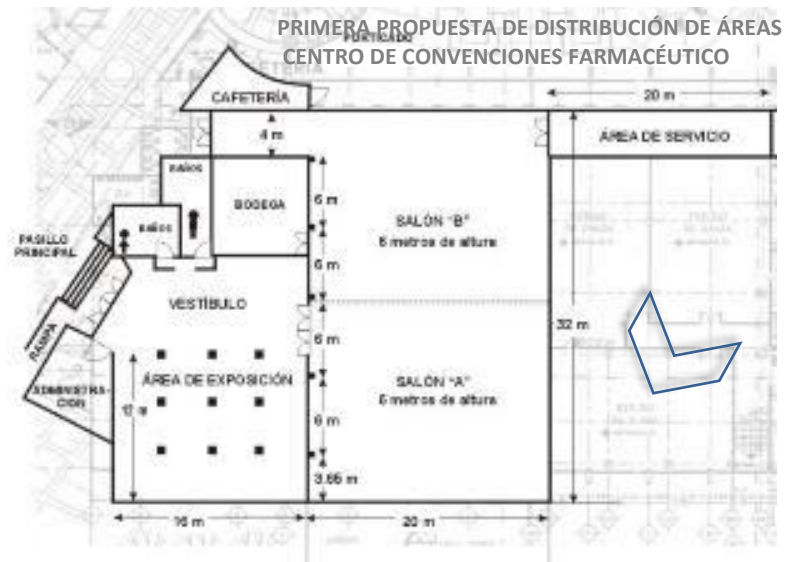 PRIMERA PROPUESTA DE DISTRIBUCIÓN DE ÁREAS
CENTRO DE CONVENCIONES FARMACÉUTICO
CAFETERÍA
20 m
4 m
ÁREA DE SERVICIO
BAÑOS
BODEGA
6 m
SALÓN "B"
6 metros de altura
BAÑOS
PASILLO
PRINCIPAL
6 m
VESTÍBULO
32 m
RAMPA
6 m
ÁREA DE EXPOSICIÓN
SALÓN "A"
6 metros de altura
ADMINISTRA-
CIÓN
6 m
3.65 m
16 m
20 m